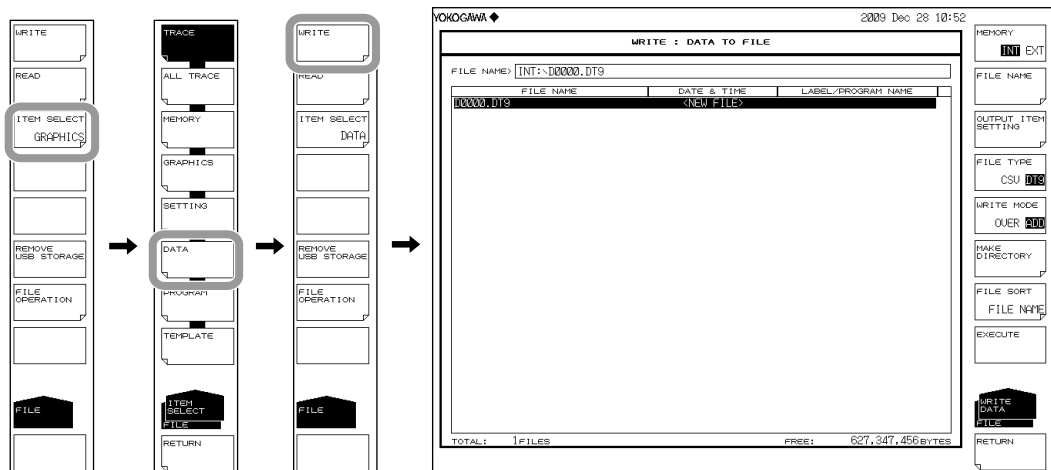 WRITE
READ
ITEM SELECT
GRAPHICS
REMOVE
USB STORAGE
FILE
OPERATION
FILE
TRACE
ALL TRACE
MEMORY
GRAPHICS
SETTING
DATA
PROGRAM
TEMPLATE
ITEM
SELECT
FILE
RETURN
WRITE
READ
ITEM SELECT
DATA
REMOVE
USB STORAGE
FILE
OPERATION
FILE
YOKOGAWA 2009 Dec 28 10:52
WRITE : DATA TO FILE
FILE NAME> INT:\D0000.DT9
FILE NAME DATE & TIME LABEL/PROGRAM NAME
D0000.DT9 <NEW FILE>
TOTAL: 1FILES FREE: 627,347,456BYTES
MEMORY
INT EXT
FILE NAME
OUTPUT ITEM
SETTING
FILE TYPE
CSV DT9
WRITE MODE
OVER ADD
MAKE
DIRECTORY
FILE SORT
FILE NAME
EXECUTE
WRITE
DATA
FILE
RETURN